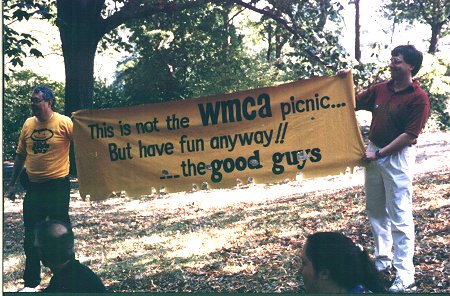 This is not the wmca picnic...
But have fun anyway!!
...the good guys